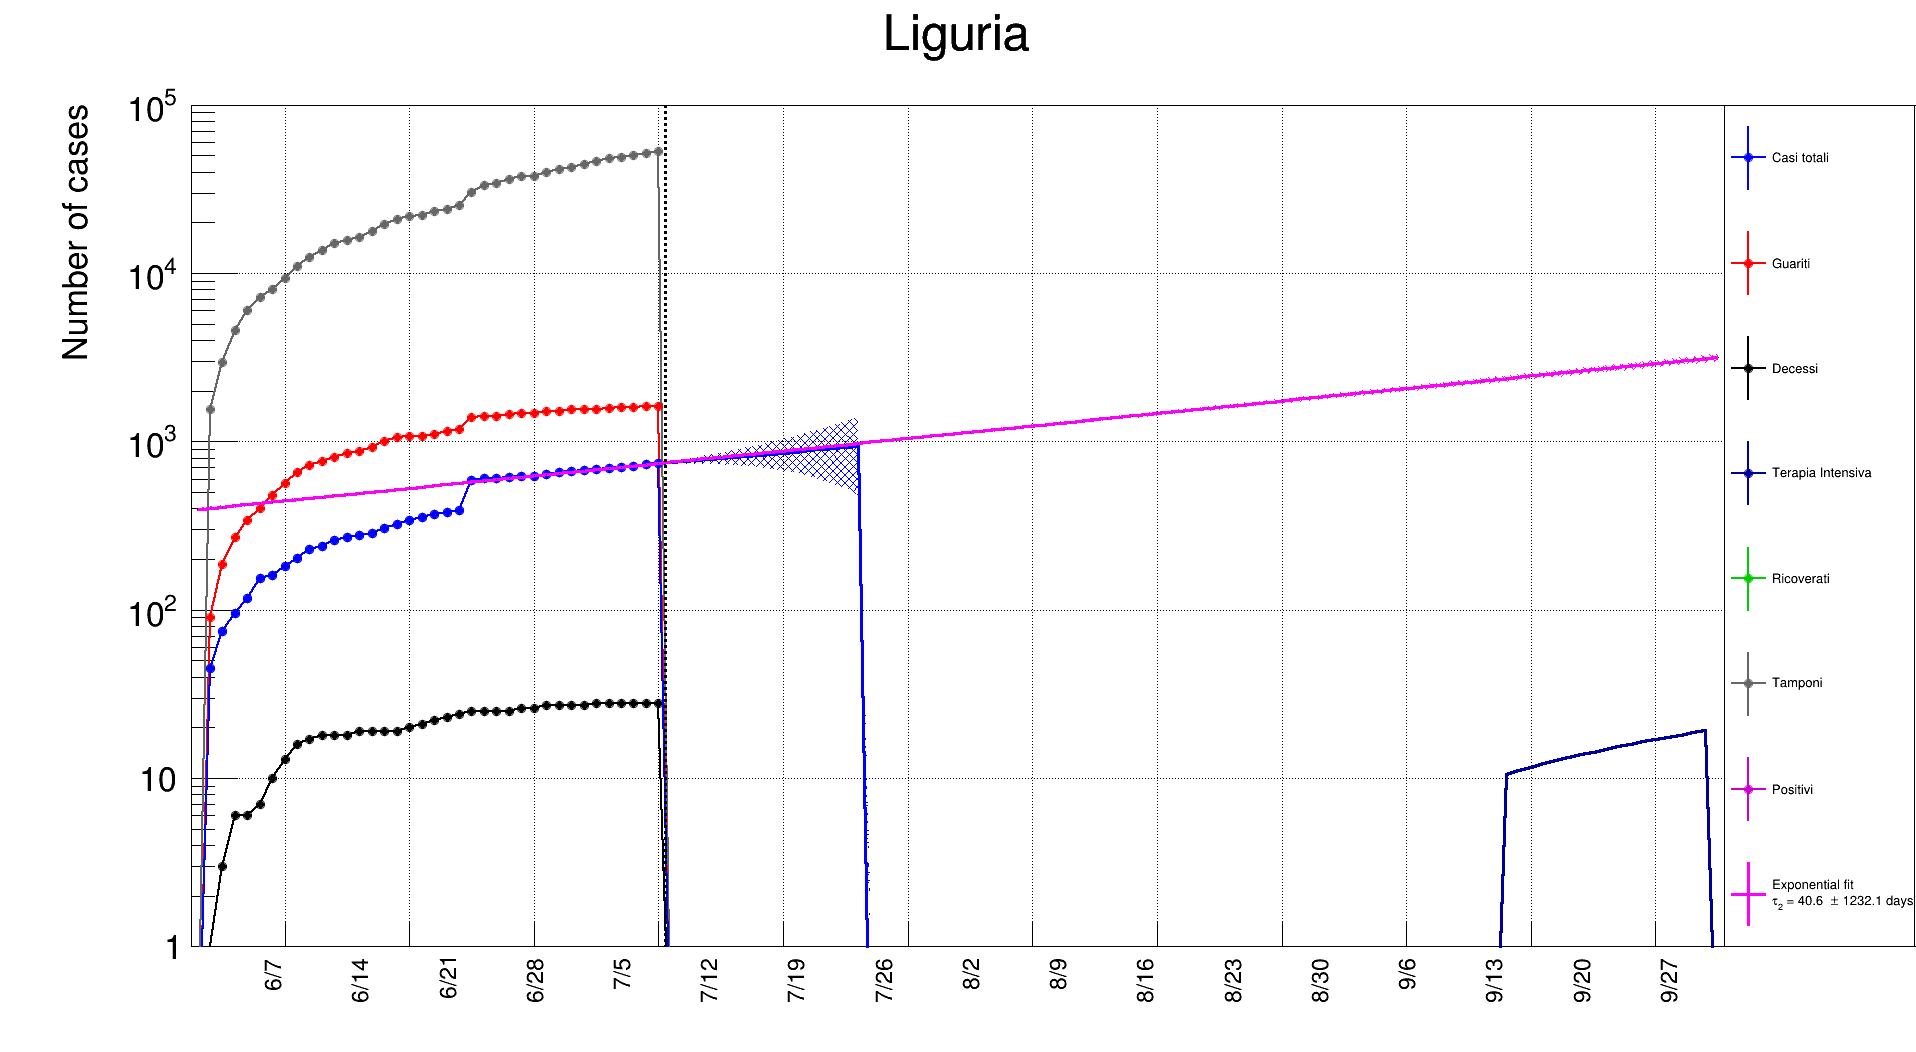 Liguria
Number of cases
10^5
10^4
10^3
10^2
10
1
6/7
6/14
6/21
6/28
7/5
7/12
7/19
7/26
8/2
8/9
8/16
8/23
8/30
9/6
9/13
9/20
9/27
Casi totali
Guariti
Decessi
Terapia Intensiva
Ricoverati
Tamponi
Positivi
Exponential fit
τ_2 = 40.6 ± 1232.1 days